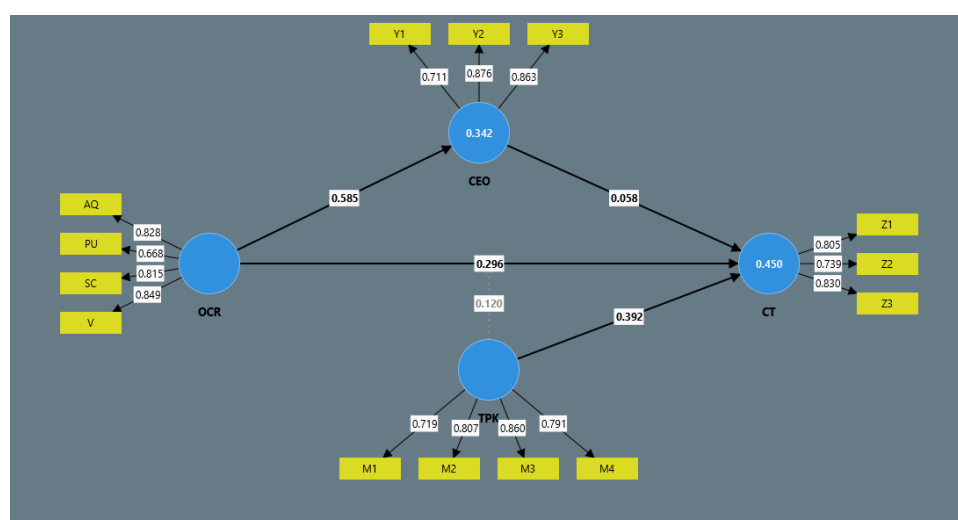 Y1 Y2 Y3
0.711 0.876 0.863
0.342
CEO
0.585 0.058
AQ
0.828
PU
0.668
SC
0.815
V
0.849
OCR
0.296
0.120
0.392
0.450
CT
0.805
Z1
0.739
Z2
0.830
Z3
TPK
0.719 0.807 0.860 0.791
M1 M2 M3 M4